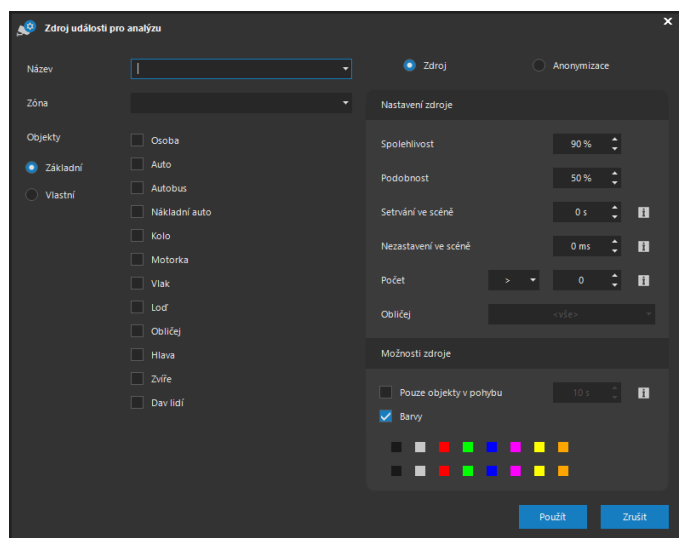 Zdroj události pro analýzu
Název
Zdroj
Anonymizace
Zóna
Nastavení zdroje
Objekty
Základní
Vlastní
Osoba
Auto
Autobus
Nákladní auto
Kolo
Motorka
Vlak
Loď
Obličej
Hlava
Zvíře
Dav lidí
Spolehlivost 90 %
Podobnost 50 %
Setrvání ve scéně 0 s
Nezastavení ve scéně 0 ms
Počet > 0
Obličej <vše>
Možnosti zdroje
Pouze objekty v pohybu 10 s
Barvy
Použít
Zrušit